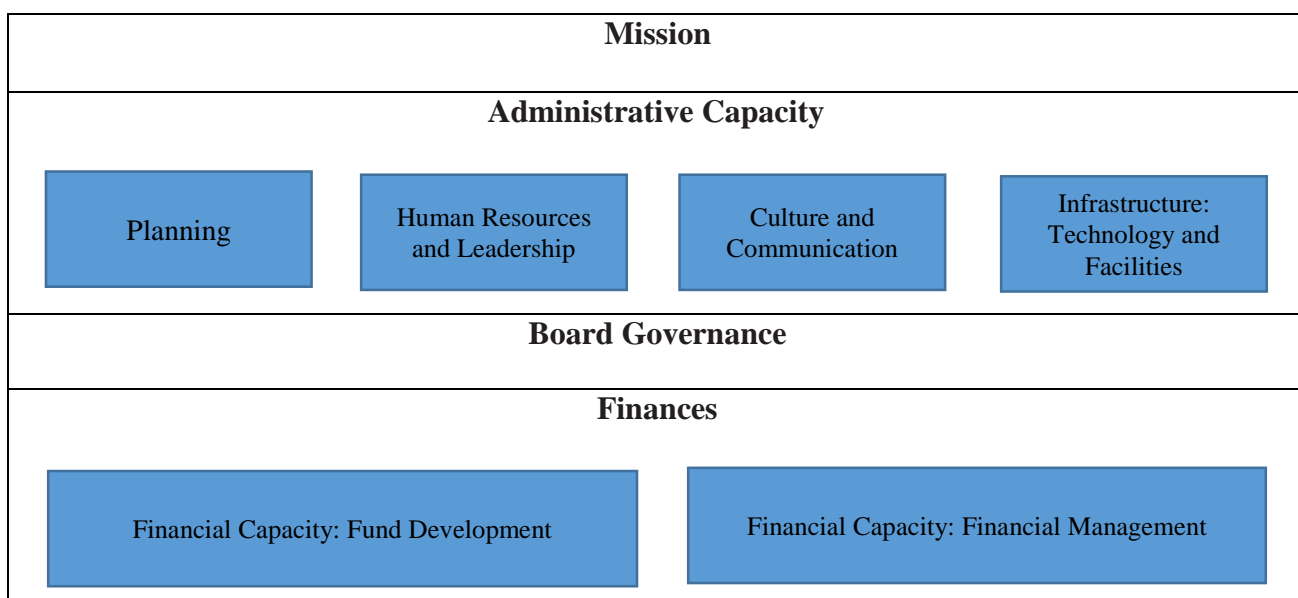 Mission
Administrative Capacity
Planning
Human Resources
and Leadership
Culture and
Communication
Infrastructure:
Technology and
Facilities
Board Governance
Finances
Financial Capacity: Fund Development
Financial Capacity: Financial Management